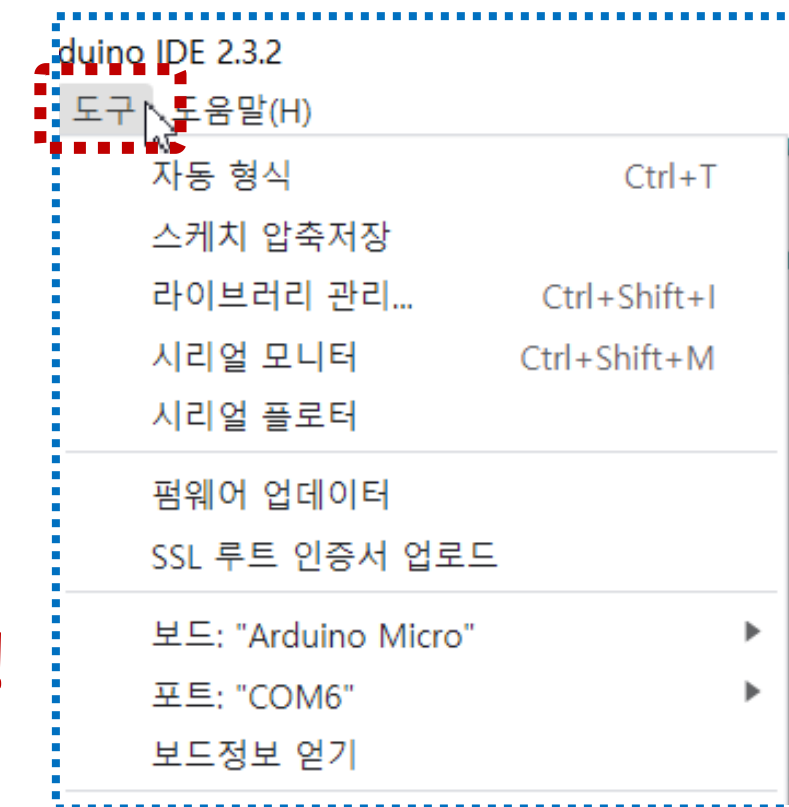 duino IDE 2.3.2
도구 도움말(H)
자동 형식 Ctrl+T
스케치 압축저장
라이브러리 관리... Ctrl+Shift+I
시리얼 모니터 Ctrl+Shift+M
시리얼 플로터
펌웨어 업데이터
SSL 루트 인증서 업로드
보드: "Arduino Micro"
포트: "COM6"
보드정보 얻기